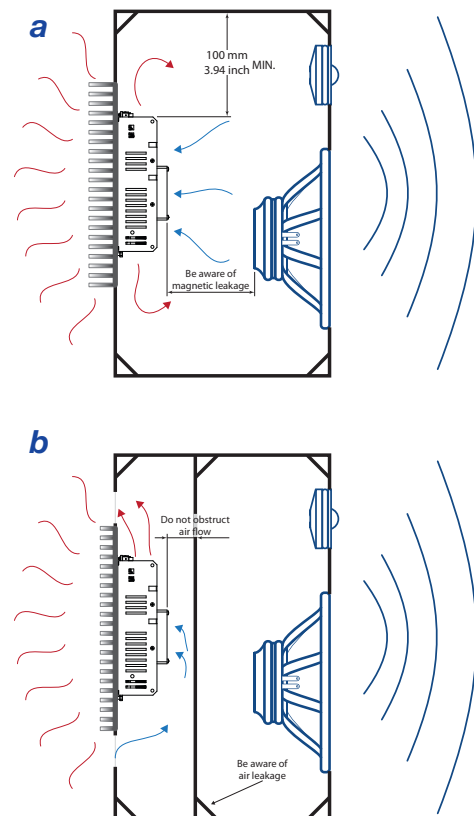 a
100 mm
3.94 inch MIN.
Be aware of
magnetic leakage
b
Do not obstruct
air flow
Be aware of
air leakage